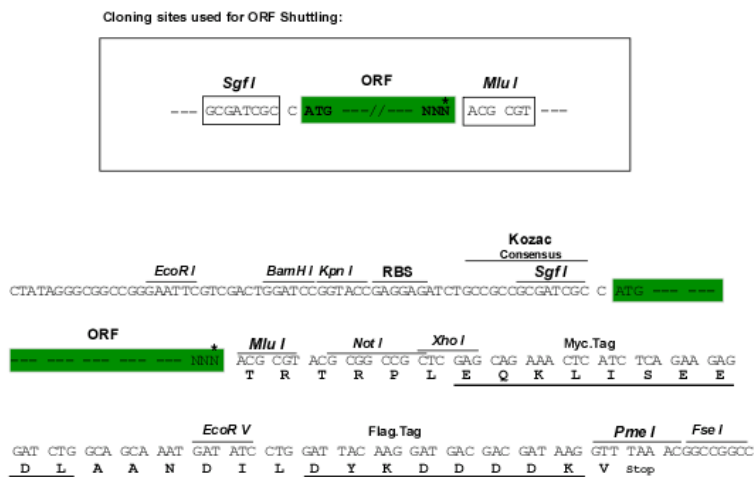 Cloning sites used for ORF Shuttling:
Sgf I ORF Mlu I
--- GCGATCGC C ATG ---//--- NNN* ACG CGT ---
Kozac
Consensus
EcoR I BamH I Kpn I RBS Sgf I
CTATAGGGCGGCCGGGAATTCGTCGACTGGATCCGGTACCGAGGAGATCTGCCGCCGCGATCGC C ATG --- ---
ORF Mlu I Not I Xho I Myc.Tag
--- --- --- --- --- --- NNN* ACG CGT ACG CGG CCG CTC GAG CAG AAA CTC ATC TCA GAA GAG
T R T R P L E Q K L I S E E
EcoR V Flag.Tag Pme I Fse I
GAT CTG GCA GCA AAT GAT ATC CTG GAT TAC AAG GAT GAC GAC GAT AAG GTT TAA ACGGCCGGCC
D L A A N D I L D Y K D D D D K V Stop